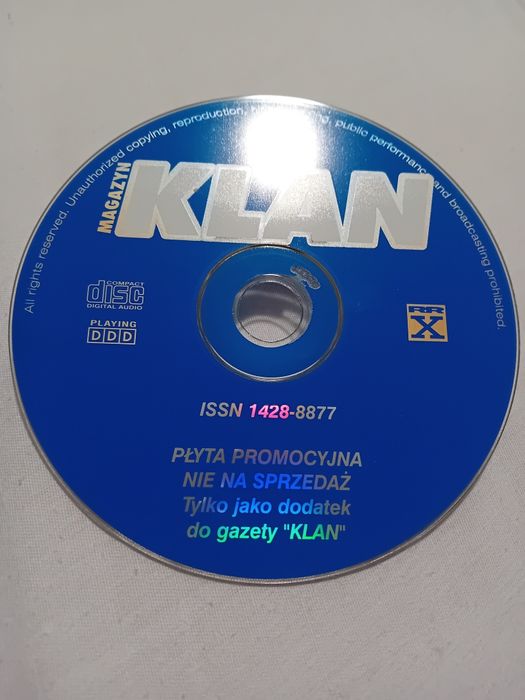 All rights reserved. Unauthorized copying, reproduction, public performance and broadcasting prohibited.
MAGAZYN
KLAN
COMPACT
disc
DIGITAL AUDIO
PLAYING
DDD
RR
X
ISSN 1428-8877
PŁYTA PROMOCYJNA
NIE NA SPRZEDAŻ
Tylko jako dodatek
do gazety "KLAN"